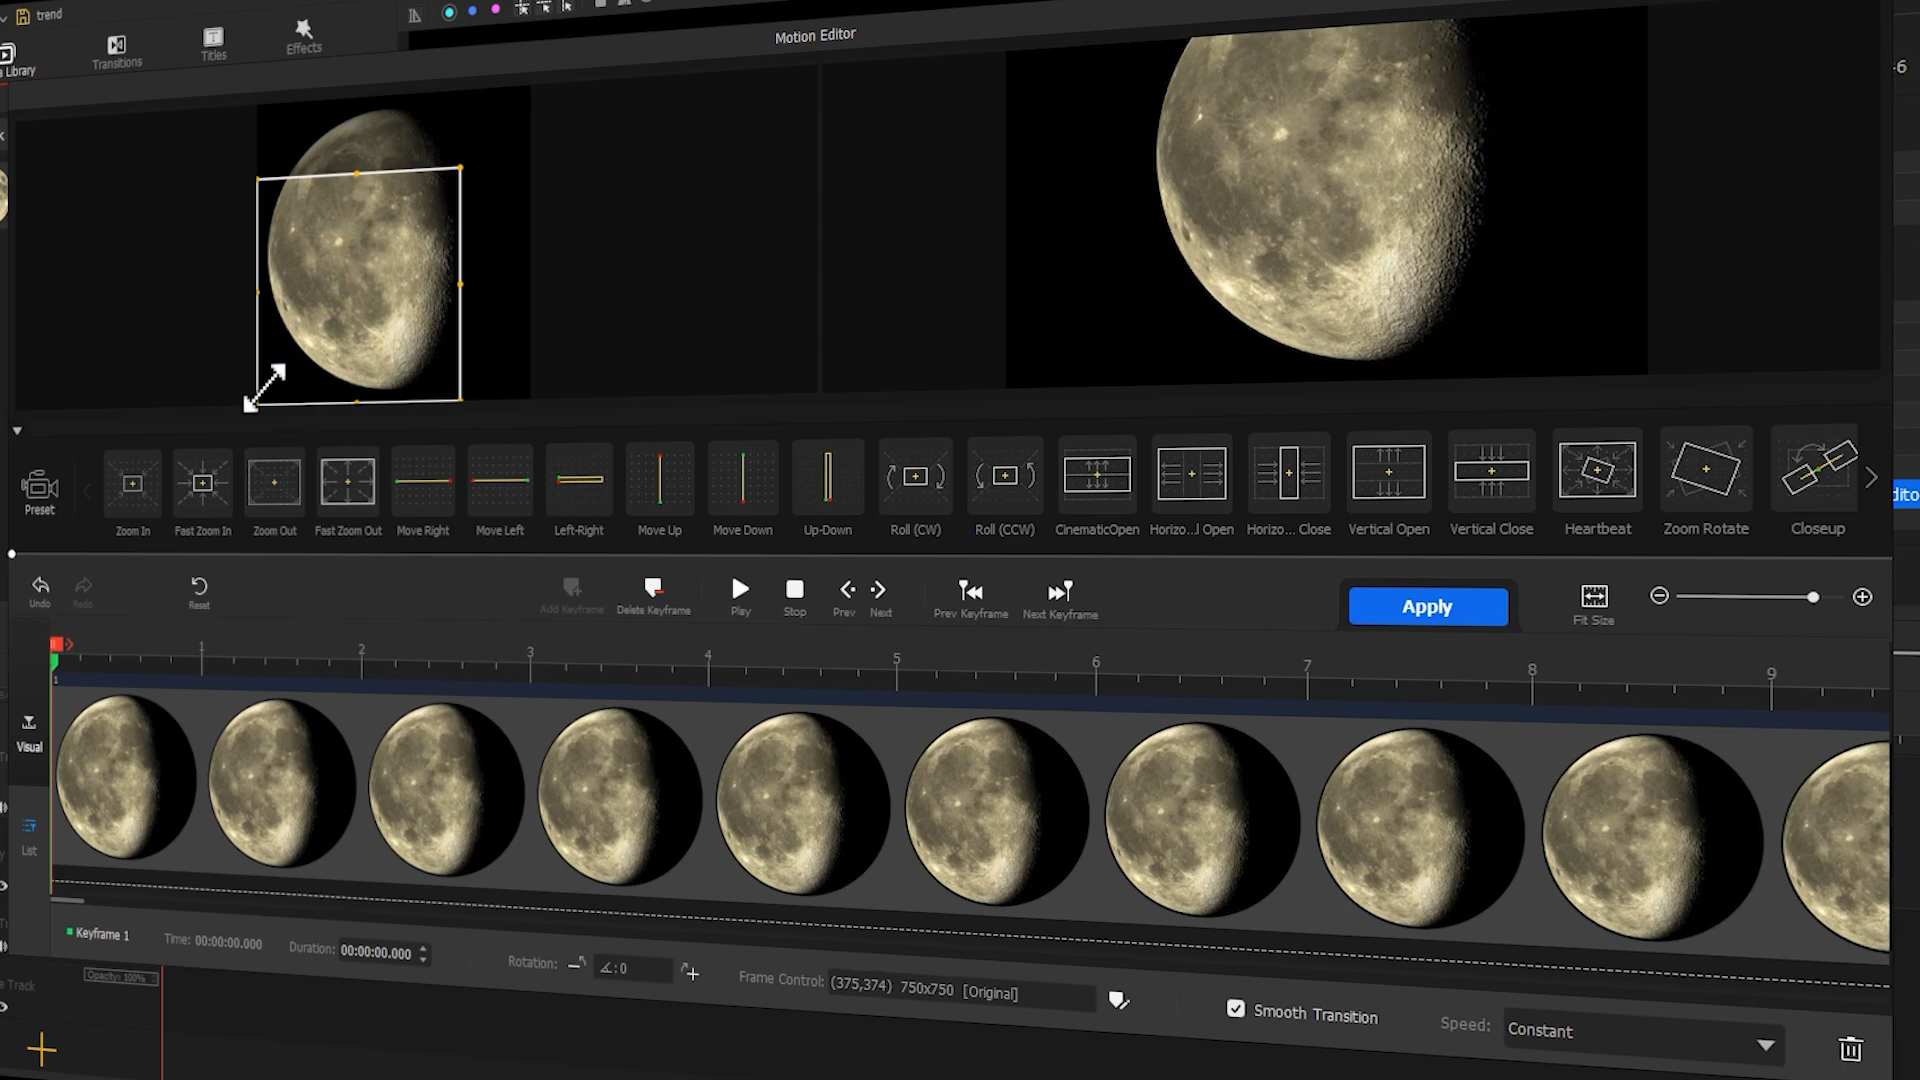 trend
Library
Transitions
Titles
Effects
Motion Editor
-6
Preset
Zoom In
Fast Zoom In
Zoom Out
Fast Zoom Out
Move Right
Move Left
Left-Right
Move Up
Move Down
Up-Down
Roll (CW)
Roll (CCW)
CinematicOpen
Horizo...l Open
Horizo... Close
Vertical Open
Vertical Close
Heartbeat
Zoom Rotate
Closeup
Undo
Redo
Reset
Add Keyframe
Delete Keyframe
Play
Stop
Prev
Next
Prev Keyframe
Next Keyframe
Apply
Fit Size
1 2 3 4 5 6 7 8 9
1
Visual
List
Keyframe 1
Time: 00:00:00.000
Duration: 00:00:00.000
Rotation:
∠:0
Frame Control: (375,374) 750x750 [Original]
Smooth Transition
Speed: Constant
Track
Opacity: 100%